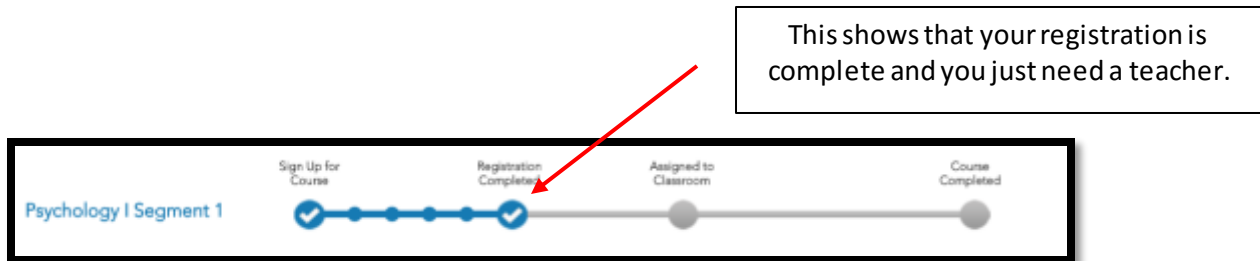 This shows that your registration is
complete and you just need a teacher.
Sign Up for
Course
Registration
Completed
Assigned to
Classroom
Course
Completed
Psychology I Segment 1